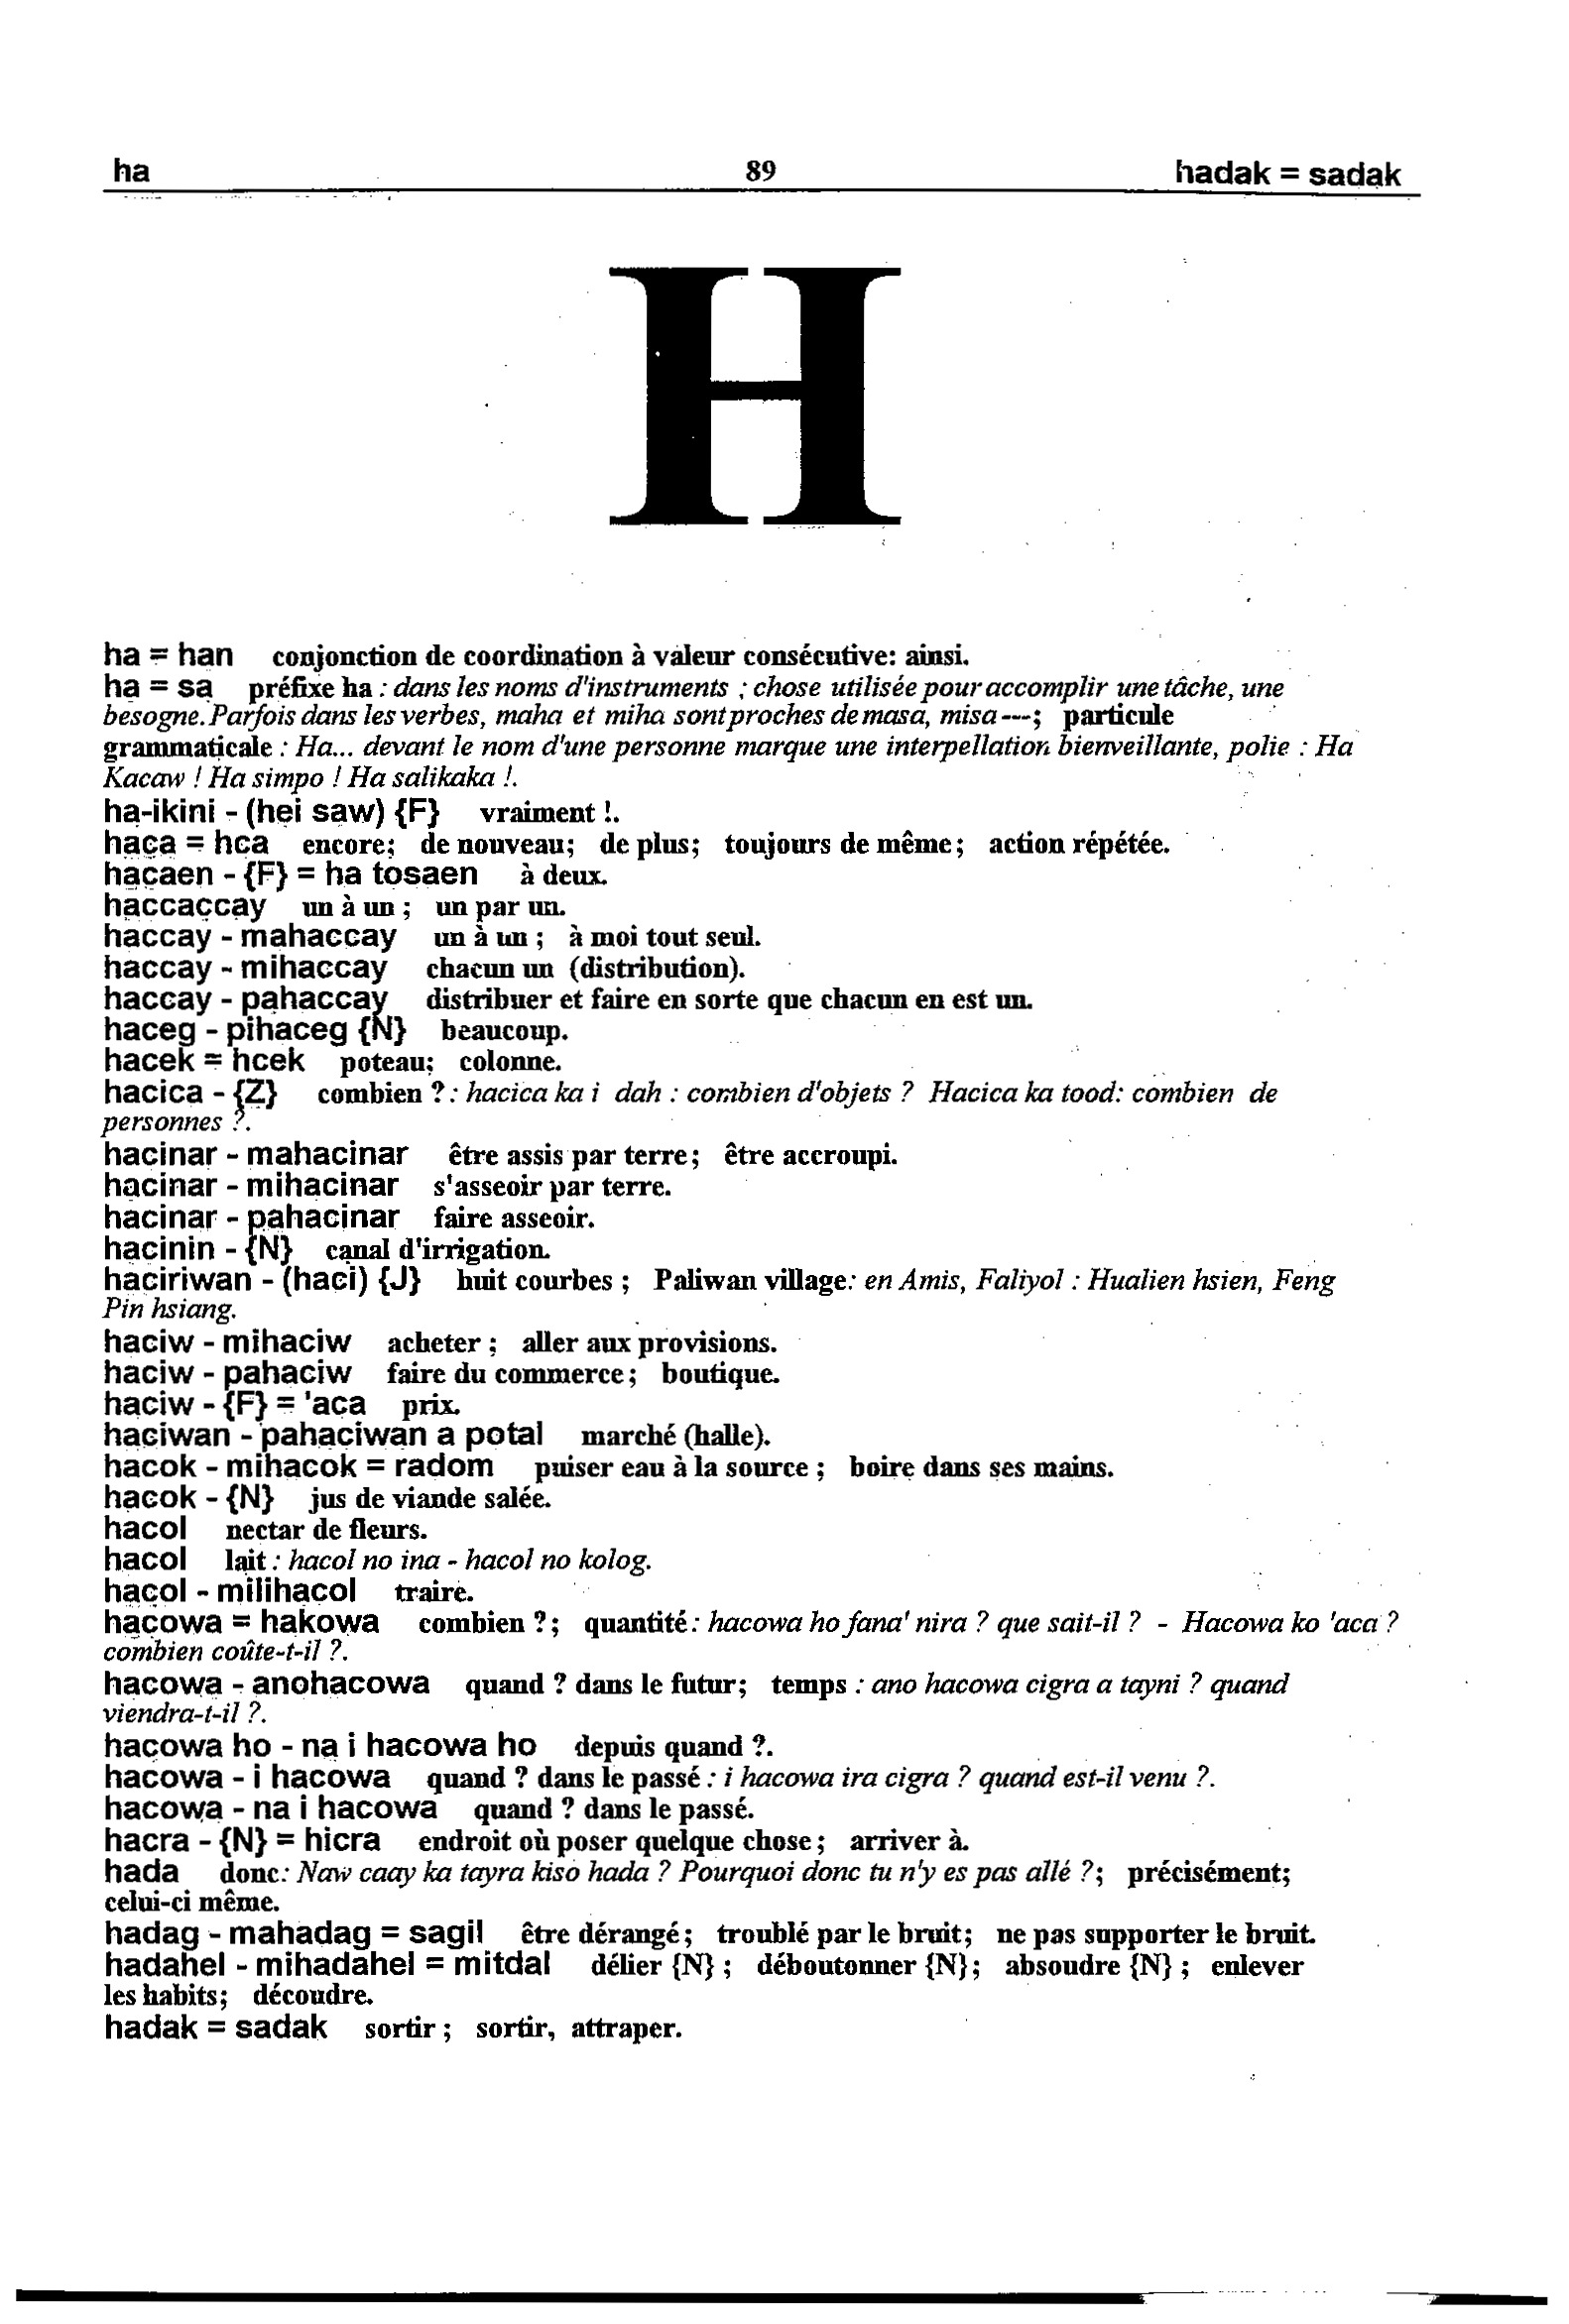 ha 89 hadak = sadak
H
ha = han conjonction de coordination à valeur consécutive: ainsi.
ha = sa préfixe ha : dans les noms d'instruments ; chose utilisée pour accomplir une tâche, une
besogne. Parfois dans les verbes, maha et miha sont proches de masa, misa ---; particule
grammaticale : Ha... devant le nom d'une personne marque une interpellation bienveillante, polie : Ha
Kacaw ! Ha simpo ! Ha salikaka !.
ha-ikini - (hei saw) {F} vraiment !.
haca = hca encore; de nouveau; de plus; toujours de même; action répétée.
hacaen - {F} = ha tosaen à deux.
haccaccay un à un ; un par un.
haccay - mahaccay un à un ; à moi tout seul.
haccay - mihaccay chacun un (distribution).
haccay - pahaccay distribuer et faire en sorte que chacun en est un.
haceg - pihaceg {N} beaucoup.
hacek = hcek poteau; colonne.
hacica - {Z} combien ? : hacica ka i dah : combien d'objets ? Hacica ka tood: combien de
personnes ?.
hacinar - mahacinar être assis par terre; être accroupi.
hacinar - mihacinar s'asseoir par terre.
hacinar - pahacinar faire asseoir.
hacinin - {N} canal d'irrigation.
haciriwan - (haci) {J} huit courbes ; Paliwan village: en Amis, Faliyol : Hualien hsien, Feng
Pin hsiang.
haciw - mihaciw acheter ; aller aux provisions.
haciw - pahaciw faire du commerce; boutique.
haciw - {F} = 'aca prix.
haciwan - pahaciwan a potal marché (halle).
hacok - mihacok = radom puiser eau à la source ; boire dans ses mains.
hacok - {N} jus de viande salée.
hacol nectar de fleurs.
hacol lait : hacol no ina - hacol no kolog.
hacol - milihacol traire.
hacowa = hakowa combien ?; quantité : hacowa ho fana' nira ? que sait-il ? - Hacowa ko 'aca ?
combien coûte-t-il ?.
hacowa - anohacowa quand ? dans le futur; temps : ano hacowa cigra a tayni ? quand
viendra-t-il ?.
hacowa ho - na i hacowa ho depuis quand ?.
hacowa - i hacowa quand ? dans le passé : i hacowa ira cigra ? quand est-il venu ?.
hacowa - na i hacowa quand ? dans le passé.
hacra - {N} = hicra endroit où poser quelque chose; arriver à.
hada donc: Naw caay ka tayra kiso hada ? Pourquoi donc tu n'y es pas allé ?; précisément;
celui-ci même.
hadag - mahadag = sagil être dérangé; troublé par le bruit; ne pas supporter le bruit.
hadahel - mihadahel = mitdal délier {N} ; déboutonner {N}; absoudre {N} ; enlever
les habits; découdre.
hadak = sadak sortir ; sortir, attraper.